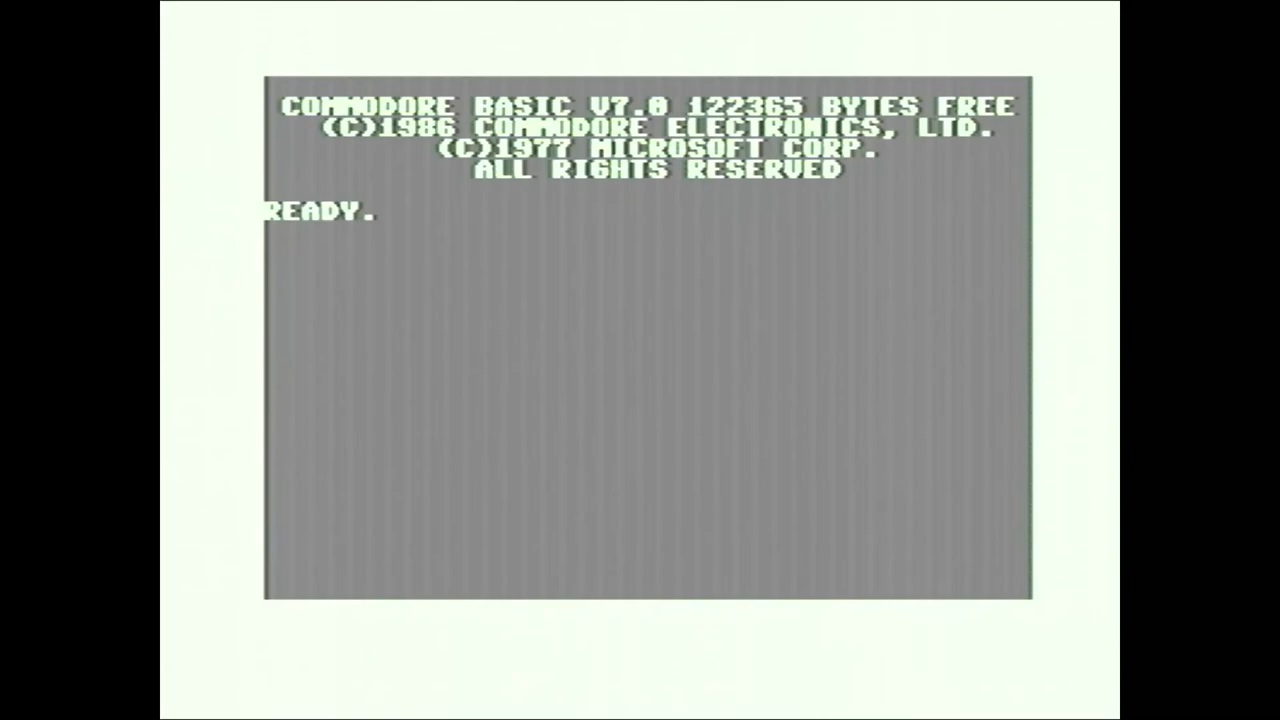 COMMODORE BASIC V7.0 122365 BYTES FREE
(C)1986 COMMODORE ELECTRONICS, LTD.
(C)1977 MICROSOFT CORP.
ALL RIGHTS RESERVED
READY.